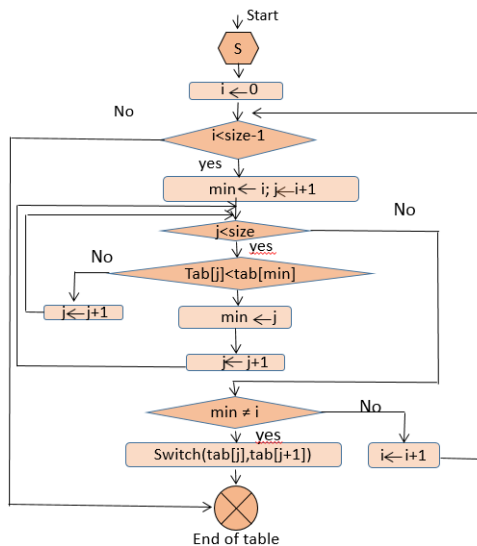 Start
S
i ← 0
No
i<size-1
yes
min ← i; j ← i+1
No
j<size
yes
No
Tab[j]<tab[min]
j ← j+1
min ← j
j ← j+1
min ≠ i
No
yes
Switch(tab[j],tab[j+1])
i ← i+1
End of table